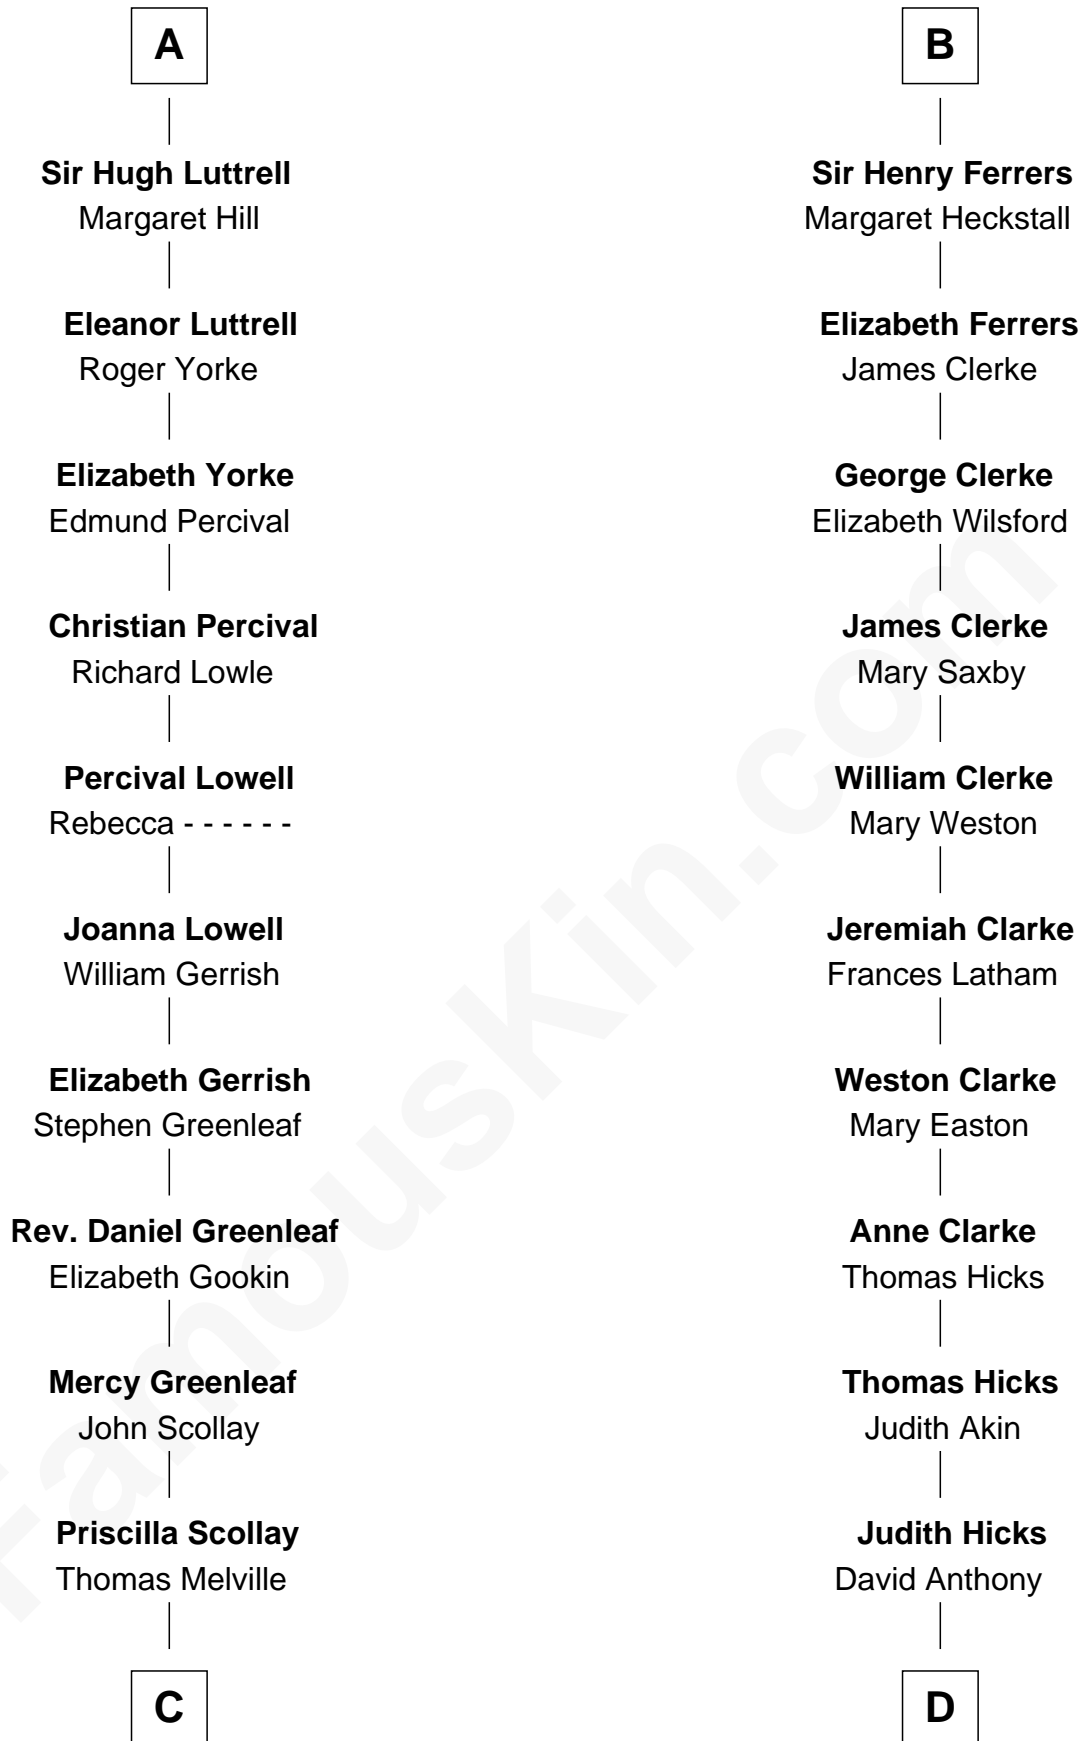 A
Sir Hugh Luttrell
Margaret Hill
Eleanor Luttrell
Roger Yorke
Elizabeth Yorke
Edmund Percival
Christian Percival
Richard Lowle
Percival Lowell
Rebecca - - - - - -
Joanna Lowell
William Gerrish
Elizabeth Gerrish
Stephen Greenleaf
Rev. Daniel Greenleaf
Elizabeth Gookin
Mercy Greenleaf
John Scollay
Priscilla Scollay
Thomas Melville
C
B
Sir Henry Ferrers
Margaret Heckstall
Elizabeth Ferrers
James Clerke
George Clerke
Elizabeth Wilsford
James Clerke
Mary Saxby
William Clerke
Mary Weston
Jeremiah Clarke
Frances Latham
Weston Clarke
Mary Easton
Anne Clarke
Thomas Hicks
Thomas Hicks
Judith Akin
Judith Hicks
David Anthony
D
FamousKin.com